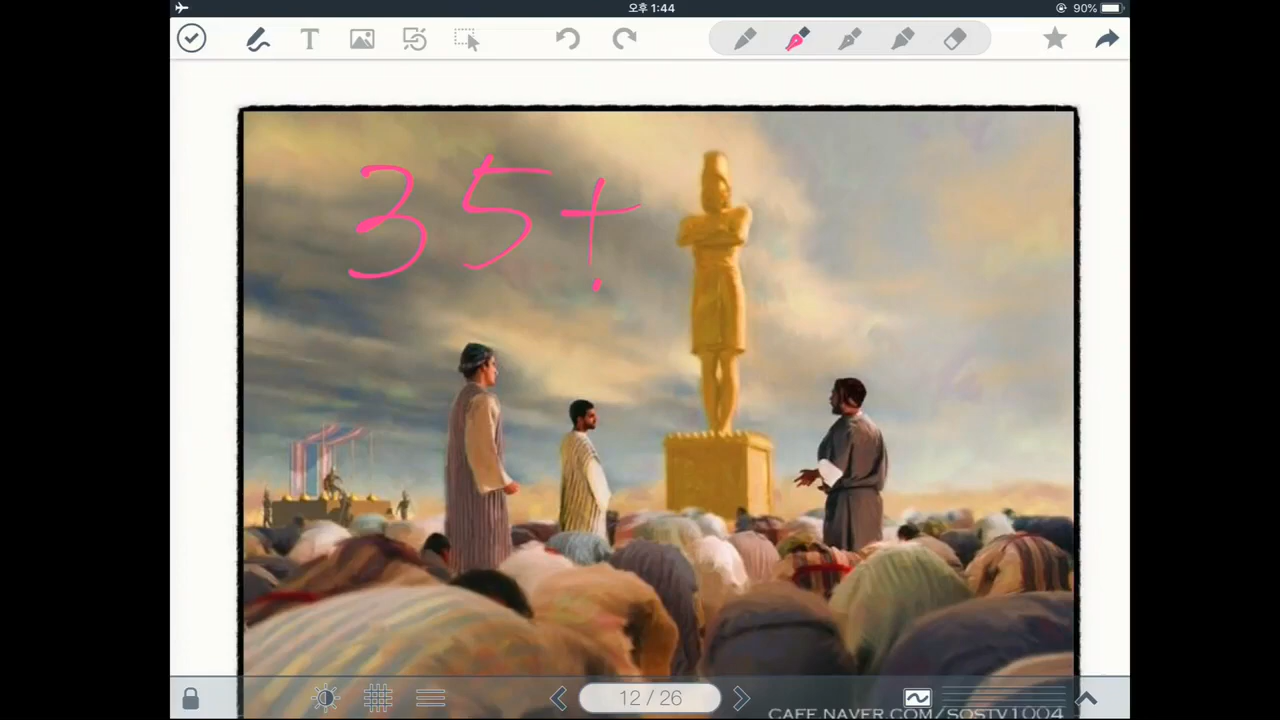 오후 1:44
90%
T
35+
12 / 26
CAFE.NAVER.COM/SOSTV1004